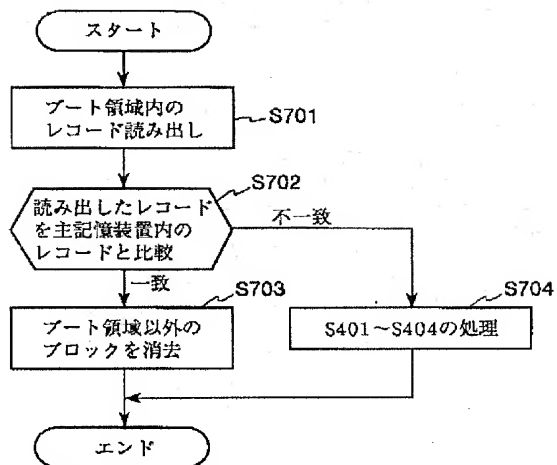 スタート
ブート領域内の
レコード読み出し
S701
S702
読み出したレコード
を主記憶装置内の
レコードと比較
不一致
一致
S703
ブート領域以外の
ブロックを消去
S704
S401～S404の処理
エンド